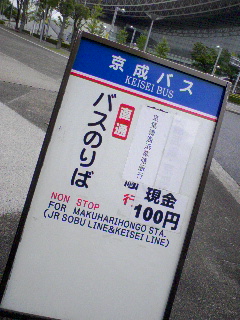 京成バス
KEISEI BUS
直通
バスのりば
現金
100円
行
NON STOP
FOR MAKUHARIHONGO STA.
(JR SOBU LINE&KEISEI LINE)